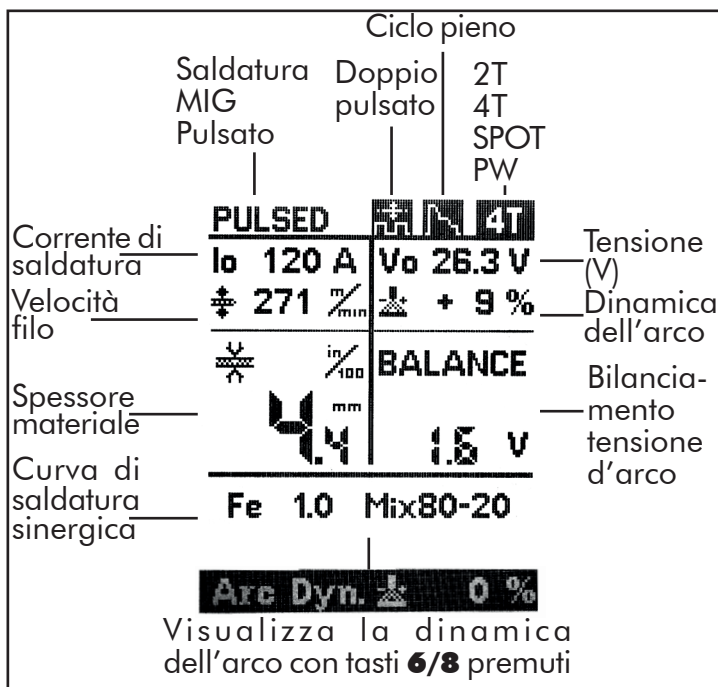 Ciclo pieno
Saldatura
MIG
Pulsato
Doppio
pulsato
2T
4T
SPOT
PW
PULSED 4T
Corrente di
saldatura
Io 120 A Vo 26.3 V
Tensione
(V)
Velocità
filo
271 m/min + 9 %
Dinamica
dell'arco
in/100 BALANCE
Spessore
materiale
4.4 mm 1.6 V
Bilancia-
mento
tensione
d'arco
Curva di
saldatura
sinergica
Fe 1.0 Mix80-20
Arc Dyn. 0 %
Visualizza la dinamica
dell'arco con tasti 6/8 premuti